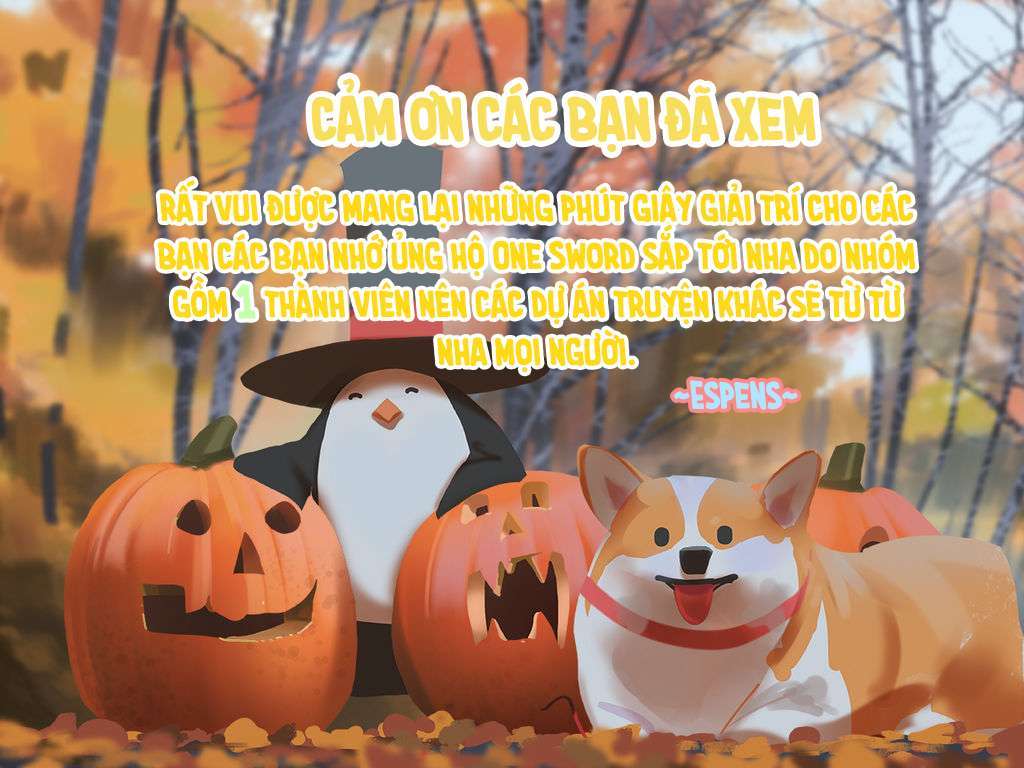 CẢM ƠN CÁC BẠN ĐÃ XEM
RẤT VUI ĐƯỢC MANG LẠI NHỮNG PHÚT GIÂY GIẢI TRÍ CHO CÁC
BẠN CÁC BẠN NHỚ ỦNG HỘ ONE SWORD SẮP TỚI NHA DO NHÓM
GỒM 1 THÀNH VIÊN NÊN CÁC DỰ ÁN TRUYỆN KHÁC SẼ TỪ TỪ
NHA MỌI NGƯỜI.
~ESPENS~